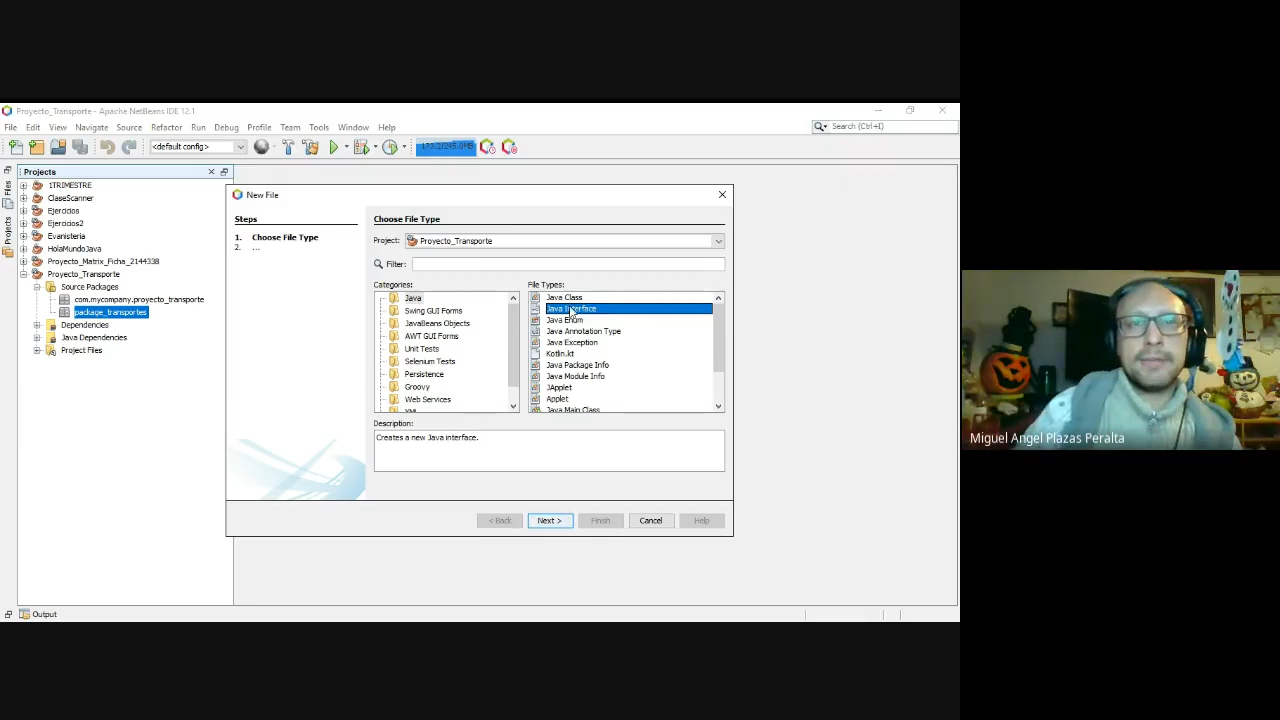 Proyecto_Transporte - Apache NetBeans IDE 12.1
File Edit View Navigate Source Refactor Run Debug Profile Team Tools Window Help
Search (Ctrl+I)
<default config>
Projects
Files
Projects
1TRIMESTRE
ClaseScanner
Ejercicios
Ejercicios2
Evanisteria
HolaMundoJava
Proyecto_Matrix_Ficha_2144338
Proyecto_Transporte
Source Packages
com.mycompany.proyecto_transporte
package_transportes
Dependencies
Java Dependencies
Project Files
New File
Steps
1. Choose File Type
2. ...
Choose File Type
Project: Proyecto_Transporte
Filter:
Categories:
Java
Swing GUI Forms
JavaBeans Objects
AWT GUI Forms
Unit Tests
Selenium Tests
Persistence
Groovy
Web Services
XML
File Types:
Java Class
Java Interface
Java Enum
Java Annotation Type
Java Exception
Kotlin.kt
Java Package Info
Java Module Info
JApplet
Applet
Java Main Class
Description:
Creates a new Java interface.
< Back Next > Finish Cancel Help
Output
Miguel Angel Plazas Peralta